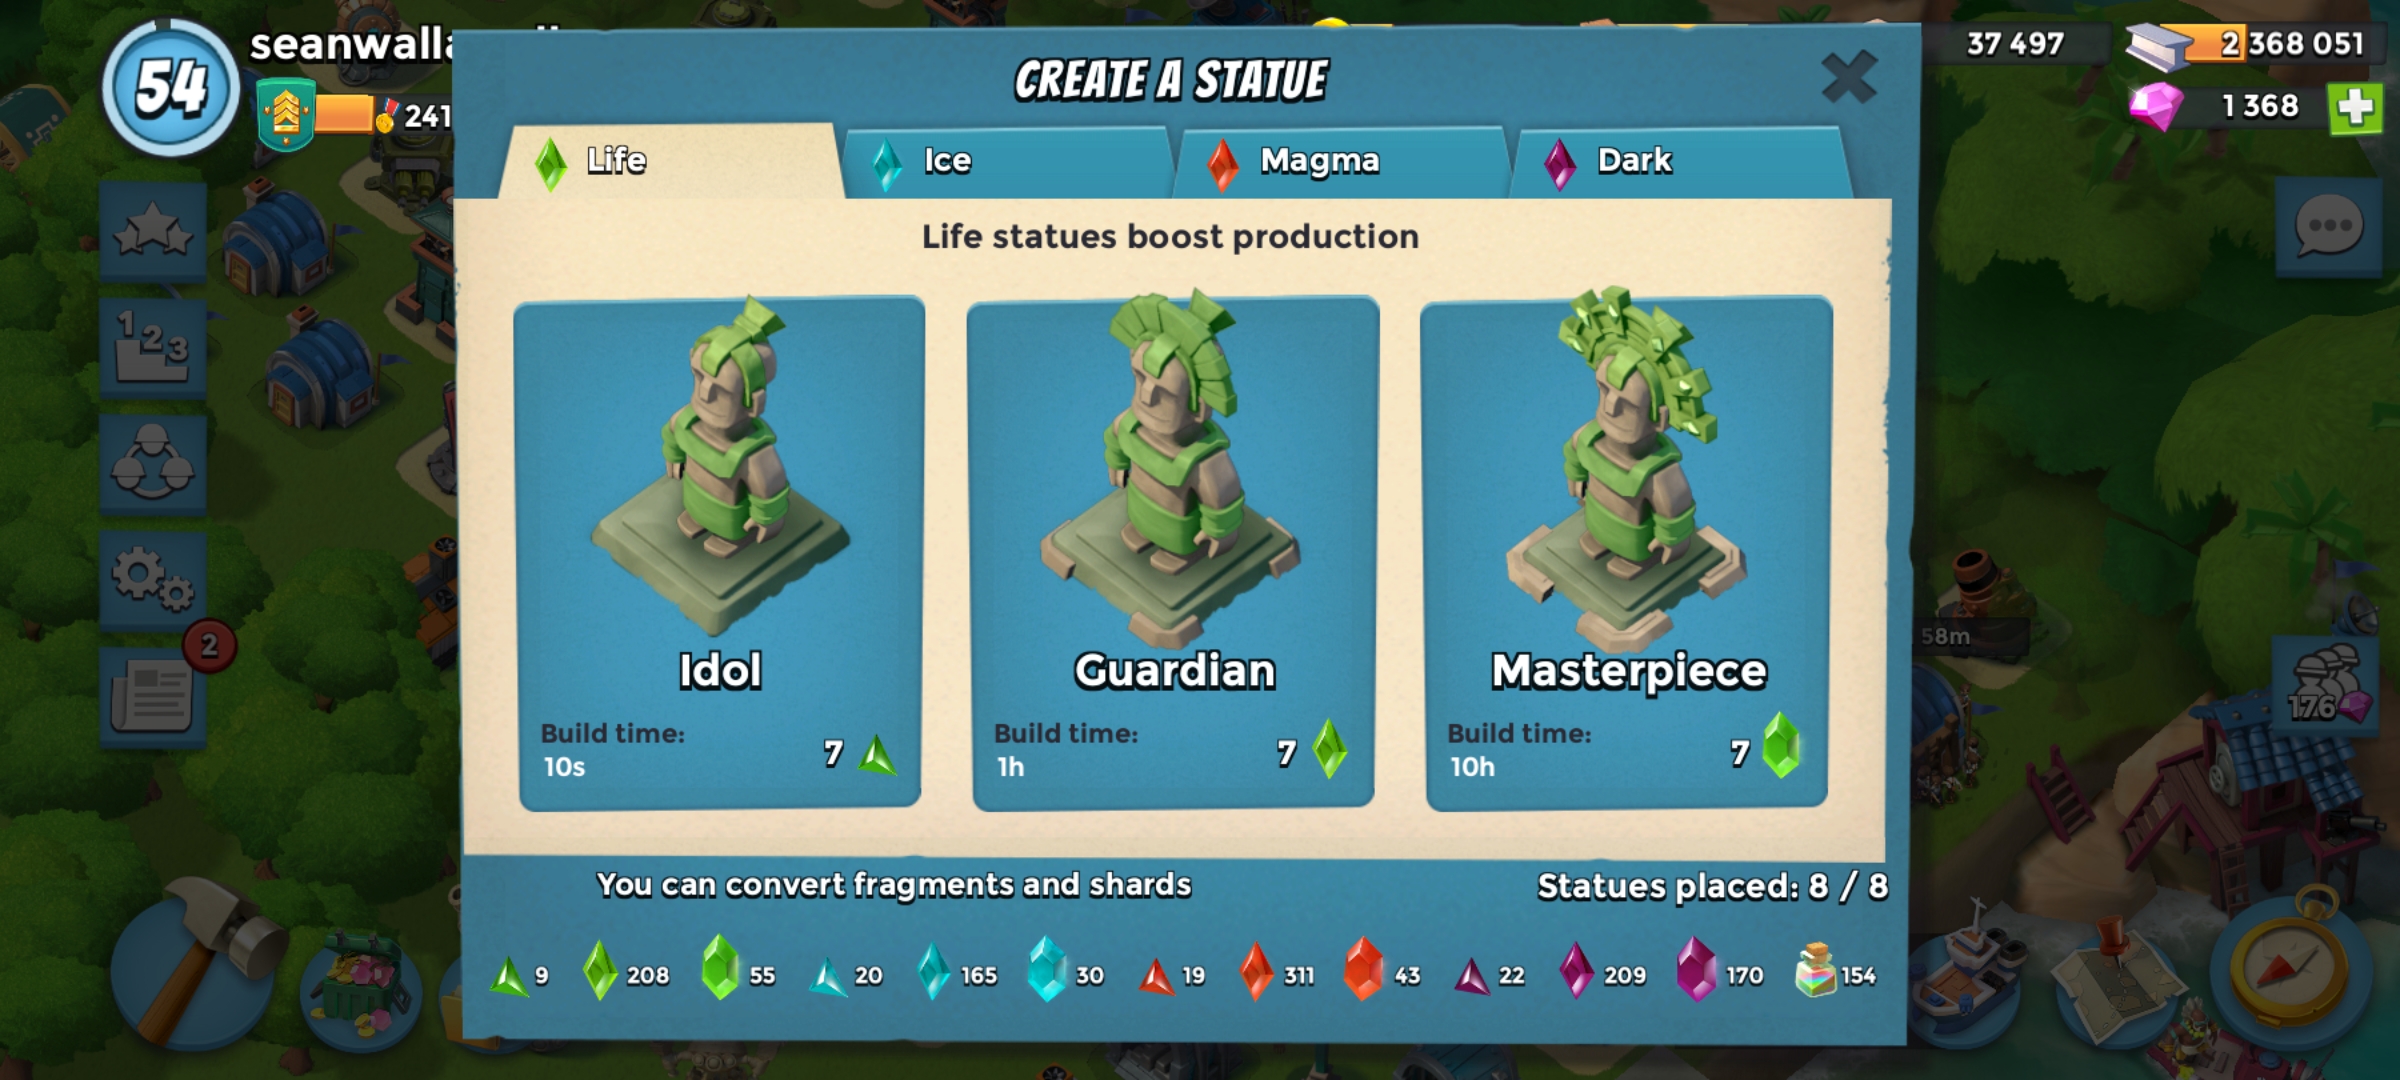 54
241
37 497
2 368 051
1 368
CREATE A STATUE
Life
Ice
Magma
Dark
Life statues boost production
Idol
Build time:
10s
7
Guardian
Build time:
1h
7
Masterpiece
Build time:
10h
7
1 2 3
2
58m
176
You can convert fragments and shards
Statues placed: 8 / 8
9 208 55 20 165 30 19 311 43 22 209 170 154